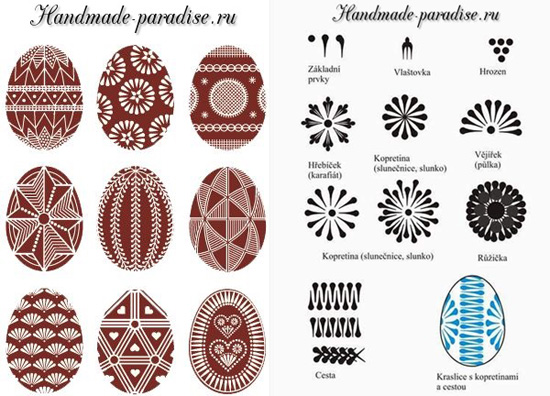 Handmade-paradise.ru
Handmade-paradise.ru
Základní
prvky
Vlaštovka
Hrozen
Hřebíček
(karafiát)
Kopretina
(slunečnice, slunko)
Vějířek
(půlka)
Kopretina (slunečnice, slunko)
Růžička
Cesta
Kraslice s kopretinami
a cestou